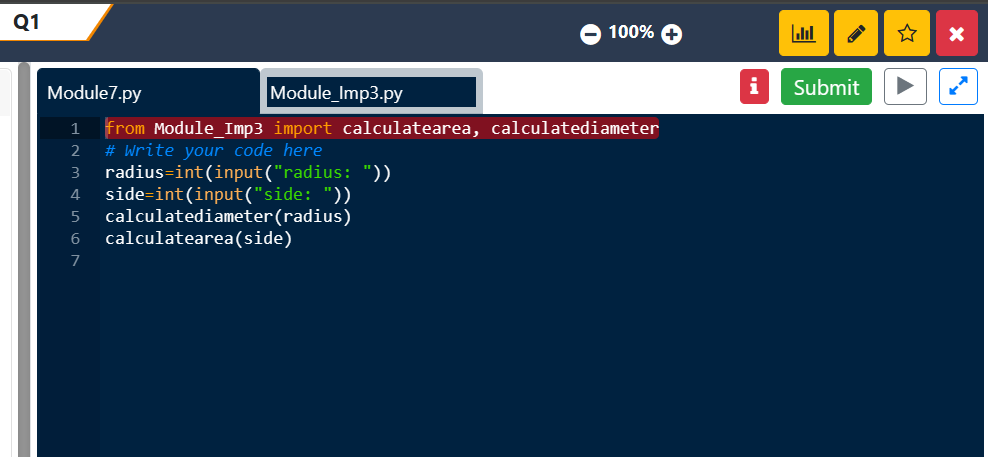 Q1
100%
Module7.py
Module_Imp3.py
Submit
1 from Module_Imp3 import calculatearea, calculatediameter
2 # Write your code here
3 radius=int(input("radius: "))
4 side=int(input("side: "))
5 calculatediameter(radius)
6 calculatearea(side)
7